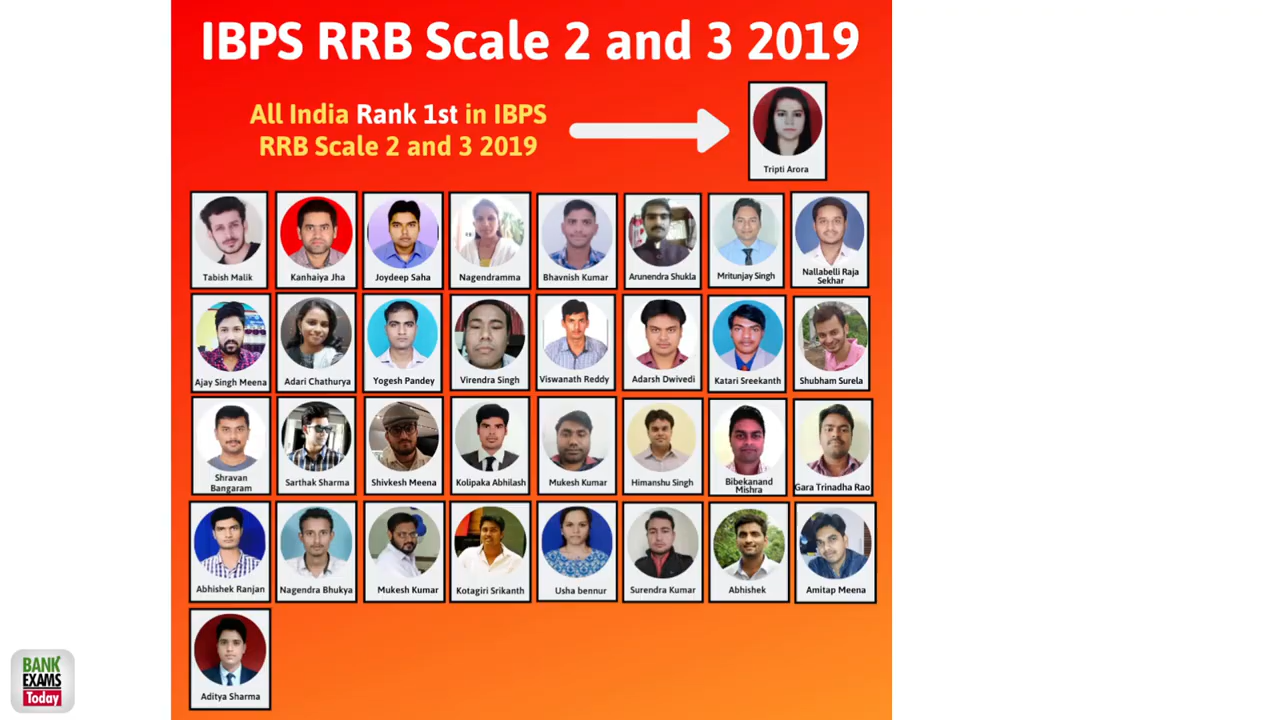 IBPS RRB Scale 2 and 3 2019
All India Rank 1st in IBPS
RRB Scale 2 and 3 2019
Tripti Arora
Tabish Malik
Kanhaiya Jha
Joydeep Saha
Nagendramma
Bhavnish Kumar
Arunendra Shukla
Mritunjay Singh
Nallabelli Raja
Sekhar
Ajay Singh Meena
Adari Chathurya
Yogesh Pandey
Virendra Singh
Viswanath Reddy
Adarsh Dwivedi
Katari Sreekanth
Shubham Surela
Shravan
Bangaram
Sarthak Sharma
Shivkesh Meena
Kolipaka Abhilash
Mukesh Kumar
Himanshu Singh
Bibekanand
Mishra
Gara Trinadha Rao
Abhishek Ranjan
Nagendra Bhukya
Mukesh Kumar
Kotagiri Srikanth
Usha bennur
Surendra Kumar
Abhishek
Amitap Meena
Aditya Sharma
BANK
EXAMS
Today